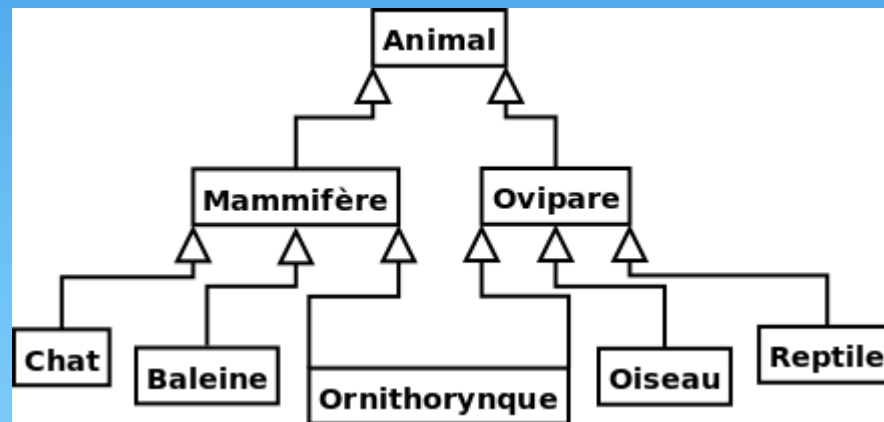 Animal
Mammifère
Ovipare
Chat
Baleine
Ornithorynque
Oiseau
Reptile